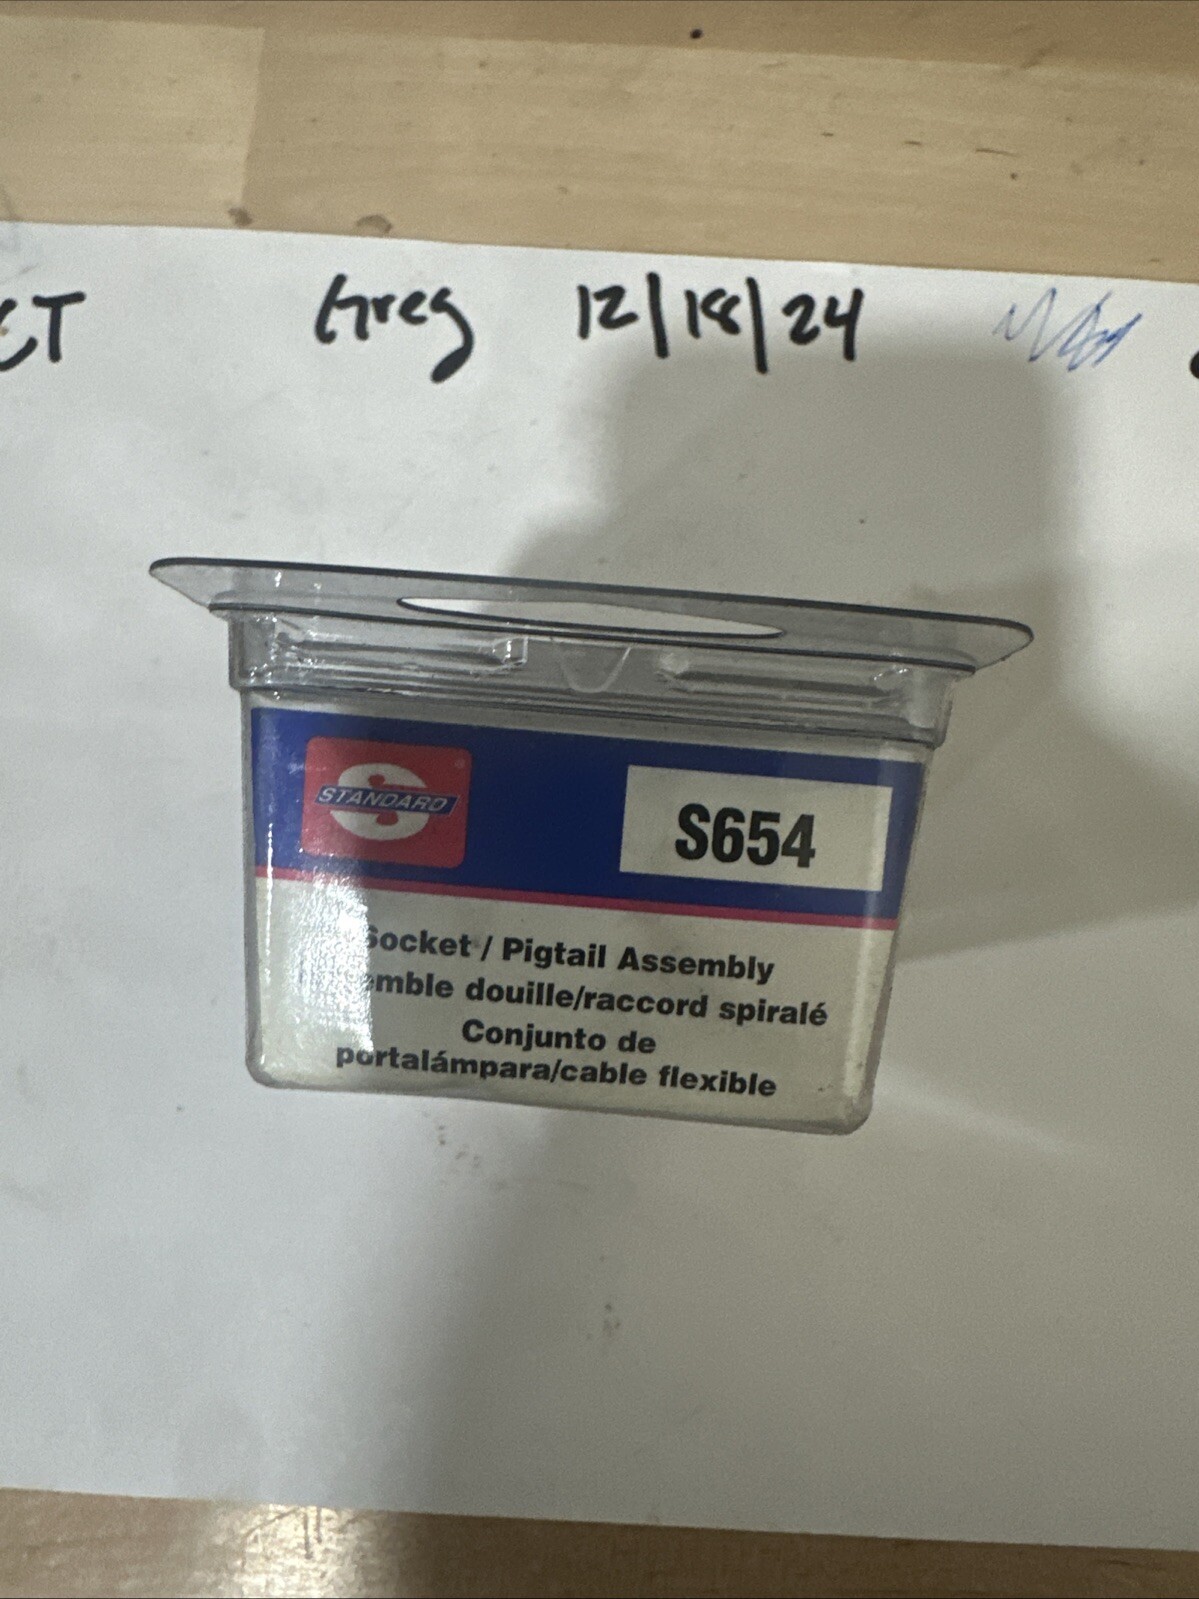 CT Greg 12/18/24
STANDARD®
S654
Socket / Pigtail Assembly
emble douille/raccord spiralé
Conjunto de
portalámpara/cable flexible